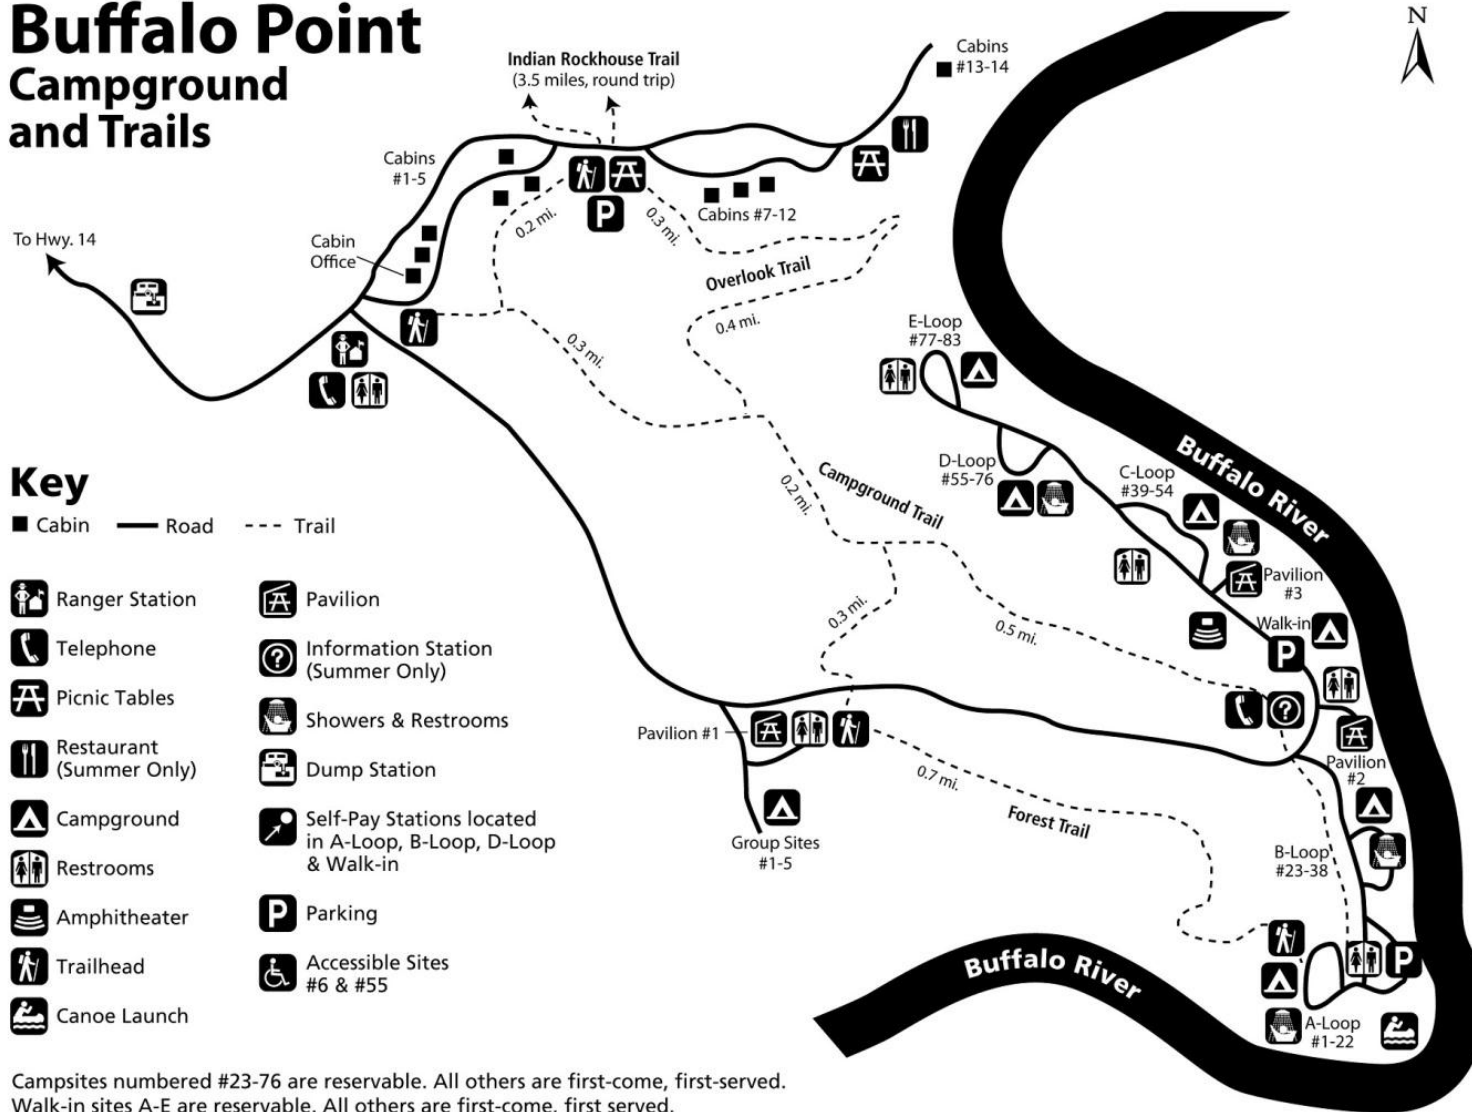 Buffalo Point
Campground
and Trails
N
Indian Rockhouse Trail
(3.5 miles, round trip)
Cabins
#13-14
Cabins
#1-5
Cabins #7-12
0.2 mi.
0.3 mi.
To Hwy. 14
Cabin
Office
Overlook Trail
0.4 mi.
0.3 mi.
E-Loop
#77-83
D-Loop
#55-76
C-Loop
#39-54
Buffalo River
Campground Trail
0.2 mi.
Pavilion
#3
Walk-in
P
P
0.3 mi.
0.5 mi.
?
Pavilion #1
Pavilion
#2
0.7 mi.
Forest Trail
Group Sites
#1-5
B-Loop
#23-38
P
Buffalo River
A-Loop
#1-22
Key
Cabin
Road
Trail
Ranger Station
Telephone
Picnic Tables
Restaurant
(Summer Only)
Campground
Restrooms
Amphitheater
Trailhead
Canoe Launch
Pavilion
?
Information Station
(Summer Only)
Showers & Restrooms
Dump Station
Self-Pay Stations located
in A-Loop, B-Loop, D-Loop
& Walk-in
P
Parking
Accessible Sites
#6 & #55
Campsites numbered #23-76 are reservable. All others are first-come, first-served.
Walk-in sites A-E are reservable. All others are first-come, first served.